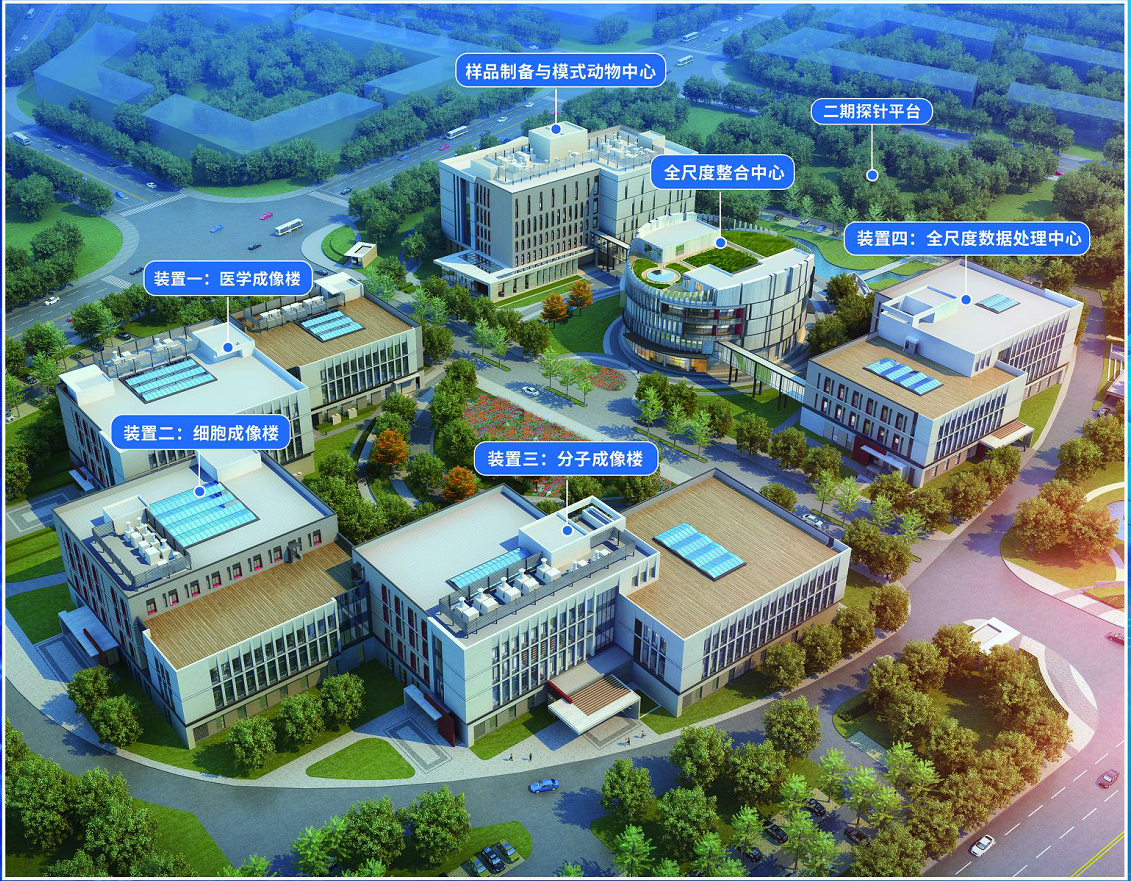 样品制备与模式动物中心
二期探针平台
全尺度整合中心
装置四：全尺度数据处理中心
装置一：医学成像楼
装置二：细胞成像楼
装置三：分子成像楼